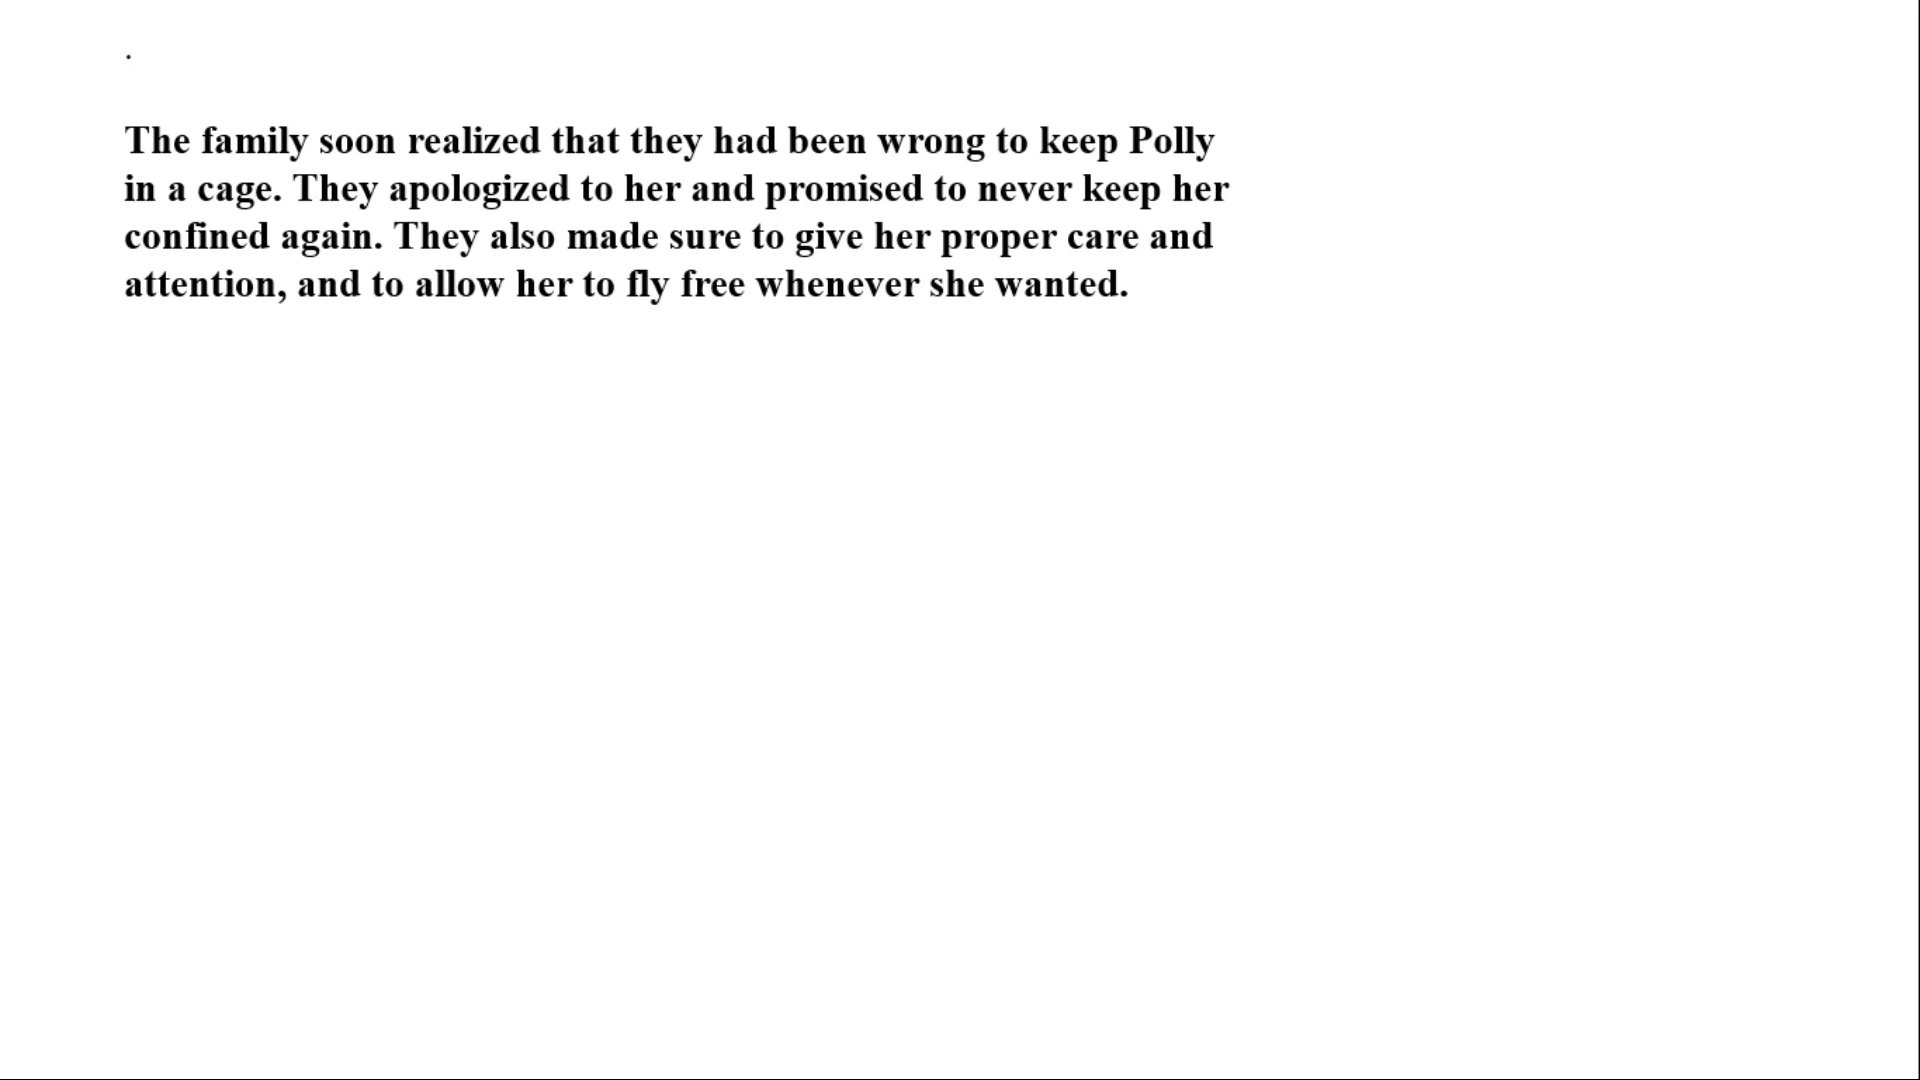 .
The family soon realized that they had been wrong to keep Polly
in a cage. They apologized to her and promised to never keep her
confined again. They also made sure to give her proper care and
attention, and to allow her to fly free whenever she wanted.